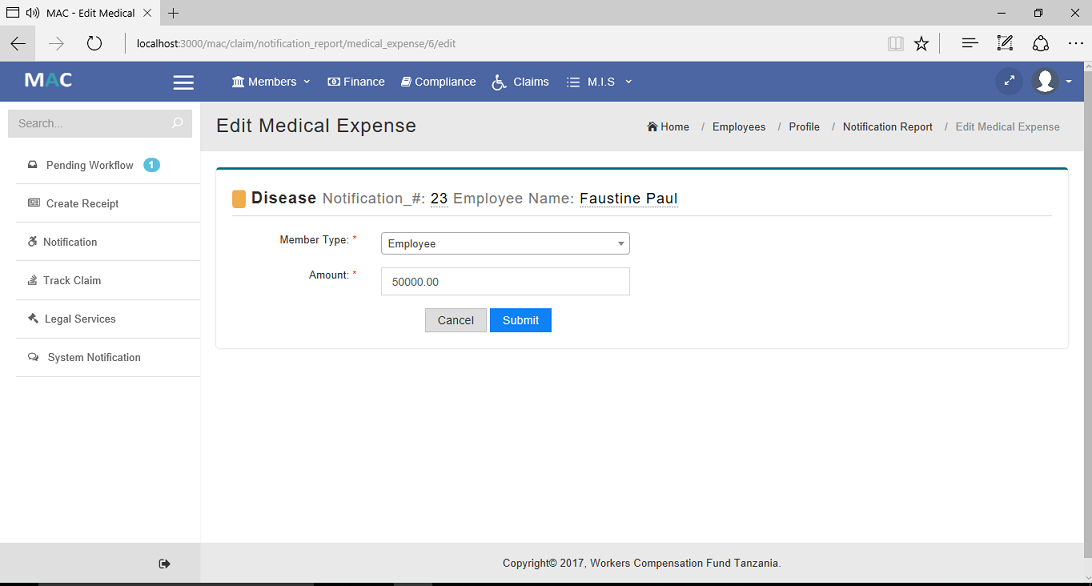 MAC - Edit Medical
localhost:3000/mac/claim/notification_report/medical_expense/6/edit
MAC
Members Finance Compliance Claims M.I.S
Search...
Edit Medical Expense
Home / Employees / Profile / Notification Report / Edit Medical Expense
Pending Workflow 1
Create Receipt
Notification
Track Claim
Legal Services
System Notification
Disease Notification_#: 23 Employee Name: Faustine Paul
Member Type: * Employee
Amount: * 50000.00
Cancel Submit
Copyright© 2017, Workers Compensation Fund Tanzania.